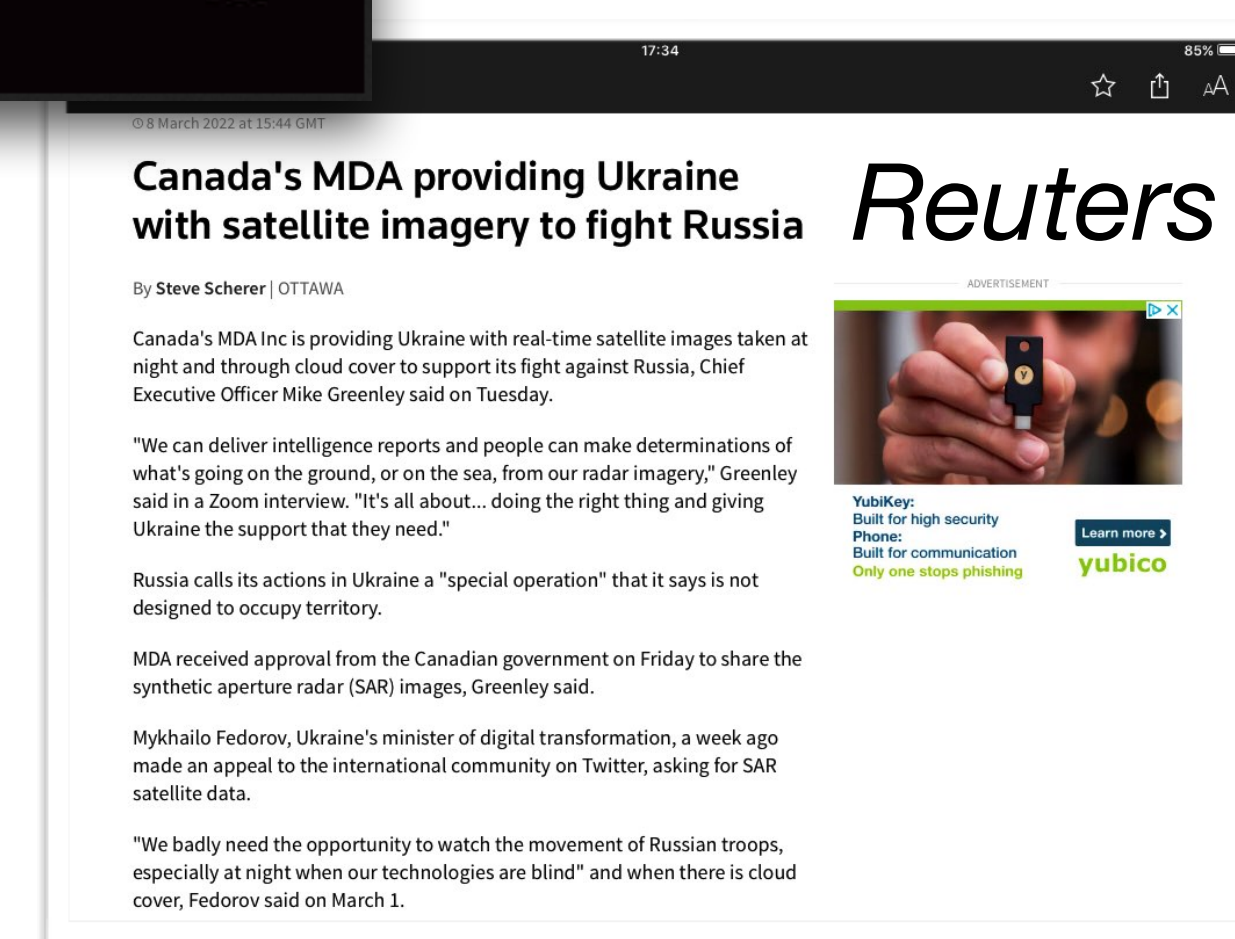 17:34
85%
AA
8 March 2022 at 15:44 GMT
Canada's MDA providing Ukraine
with satellite imagery to fight Russia
Reuters
By Steve Scherer | OTTAWA
ADVERTISEMENT
Canada's MDA Inc is providing Ukraine with real-time satellite images taken at
night and through cloud cover to support its fight against Russia, Chief
Executive Officer Mike Greenley said on Tuesday.
"We can deliver intelligence reports and people can make determinations of
what's going on the ground, or on the sea, from our radar imagery," Greenley
said in a Zoom interview. "It's all about... doing the right thing and giving
Ukraine the support that they need."
Russia calls its actions in Ukraine a "special operation" that it says is not
designed to occupy territory.
MDA received approval from the Canadian government on Friday to share the
synthetic aperture radar (SAR) images, Greenley said.
Mykhailo Fedorov, Ukraine's minister of digital transformation, a week ago
made an appeal to the international community on Twitter, asking for SAR
satellite data.
"We badly need the opportunity to watch the movement of Russian troops,
especially at night when our technologies are blind" and when there is cloud
cover, Fedorov said on March 1.
y
YubiKey:
Built for high security
Phone:
Built for communication
Only one stops phishing
Learn more
yubico